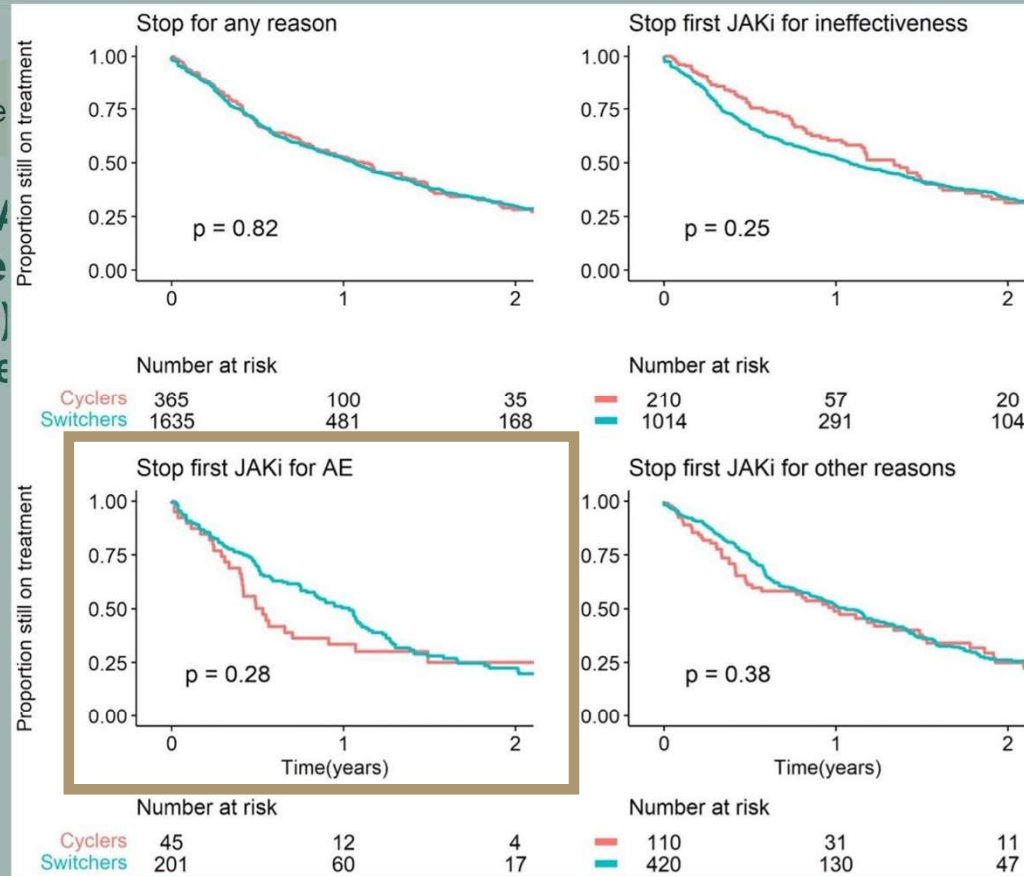 Stop for any reason
Proportion still on treatment
1.00
0.75
0.50
0.25
0.00
p = 0.82
0 1 2
Number at risk
Cyclers 365 100 35
Switchers 1635 481 168
Stop first JAKi for ineffectiveness
1.00
0.75
0.50
0.25
0.00
p = 0.25
0 1 2
Number at risk
210 57 20
1014 291 104
Stop first JAKi for AE
Proportion still on treatment
1.00
0.75
0.50
0.25
0.00
p = 0.28
0 1 2
Time(years)
Number at risk
Cyclers 45 12 4
Switchers 201 60 17
Stop first JAKi for other reasons
1.00
0.75
0.50
0.25
0.00
p = 0.38
0 1 2
Time(years)
Number at risk
110 31 11
420 130 47